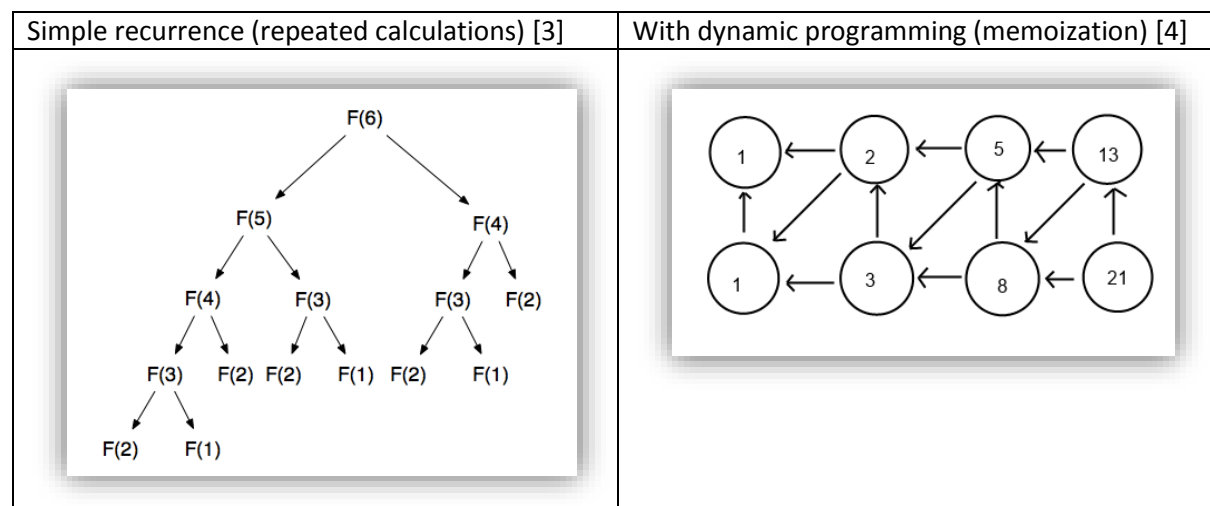 Simple recurrence (repeated calculations) [3]
With dynamic programming (memoization) [4]
F(6)
F(5) F(4)
F(4) F(3) F(3) F(2)
F(3) F(2) F(2) F(1) F(2) F(1)
F(2) F(1)
1 2 5 13
1 3 8 21